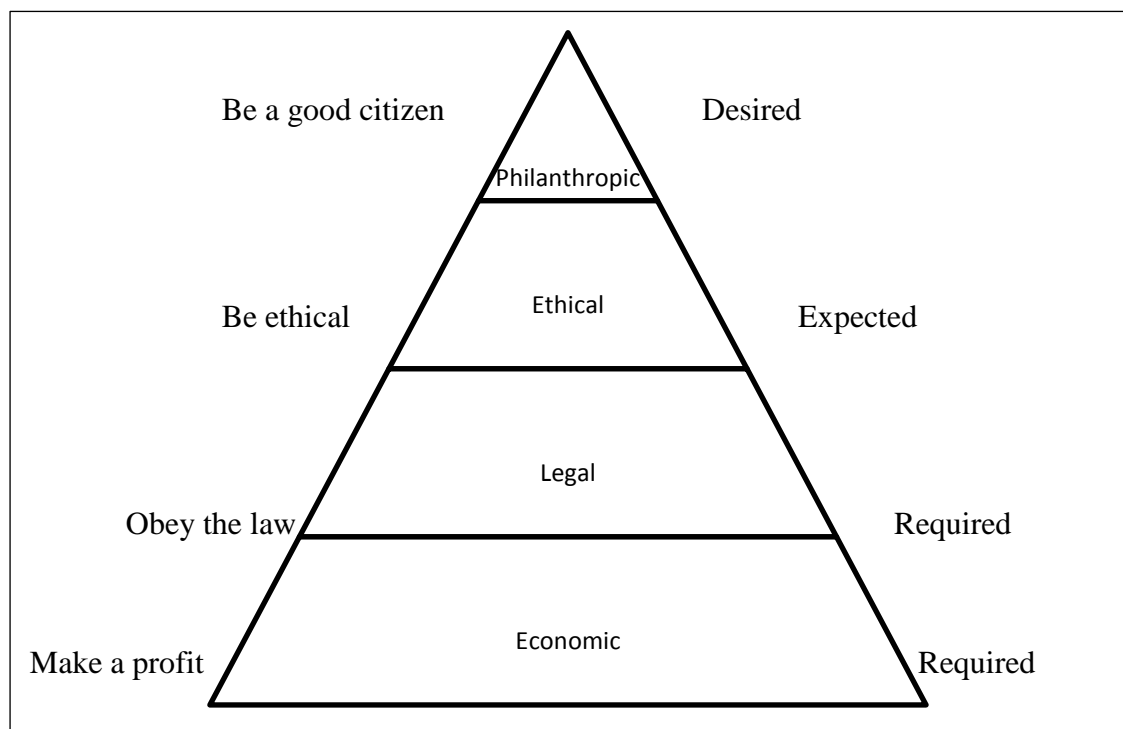 Be a good citizen
Desired
Philanthropic
Be ethical
Ethical
Expected
Legal
Obey the law
Required
Economic
Make a profit
Required